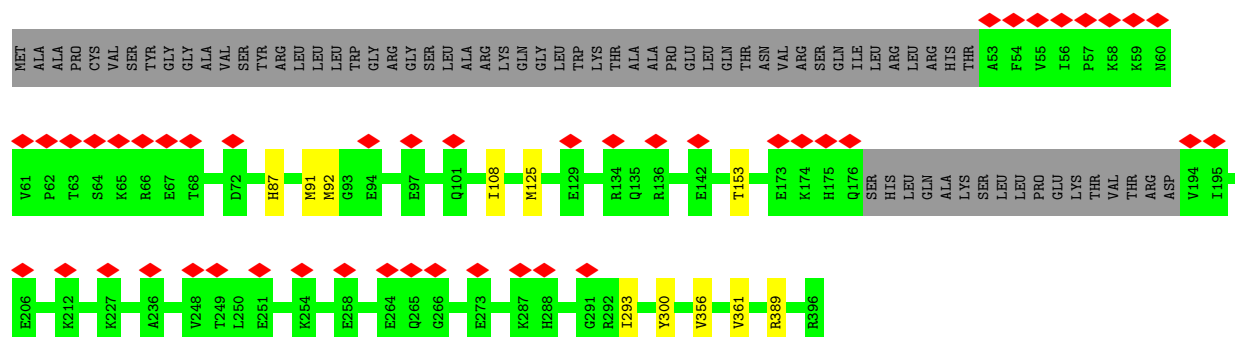 MET ALA ALA PRO CYS VAL SER TYR GLY GLY ALA VAL SER TYR ARG LEU LEU LEU TRP GLY ARG GLY SER LEU ALA ARG LYS GLN GLY LEU TRP LYS THR ALA ALA PRO GLU LEU GLN THR ASN VAL ARG SER GLN ILE LEU ARG LEU ARG HIS THR A53 F54 V55 I56 P57 K58 K59 N60
V61 P62 T63 S64 K65 R66 E67 T68 D72 H87 M91 M92 G93 E94 E97 Q101 I108 M125 E129 R134 Q135 R136 E142 T153 E173 K174 H175 Q176 SER HIS LEU GLN ALA LYS SER LEU LEU PRO GLU LYS THR VAL THR ARG ASP V194 I195
E206 K212 K227 A236 V248 T249 L250 E251 K254 E258 E264 Q265 G266 E273 K287 H288 G291 R292 I293 Y300 V356 V361 R389 R396